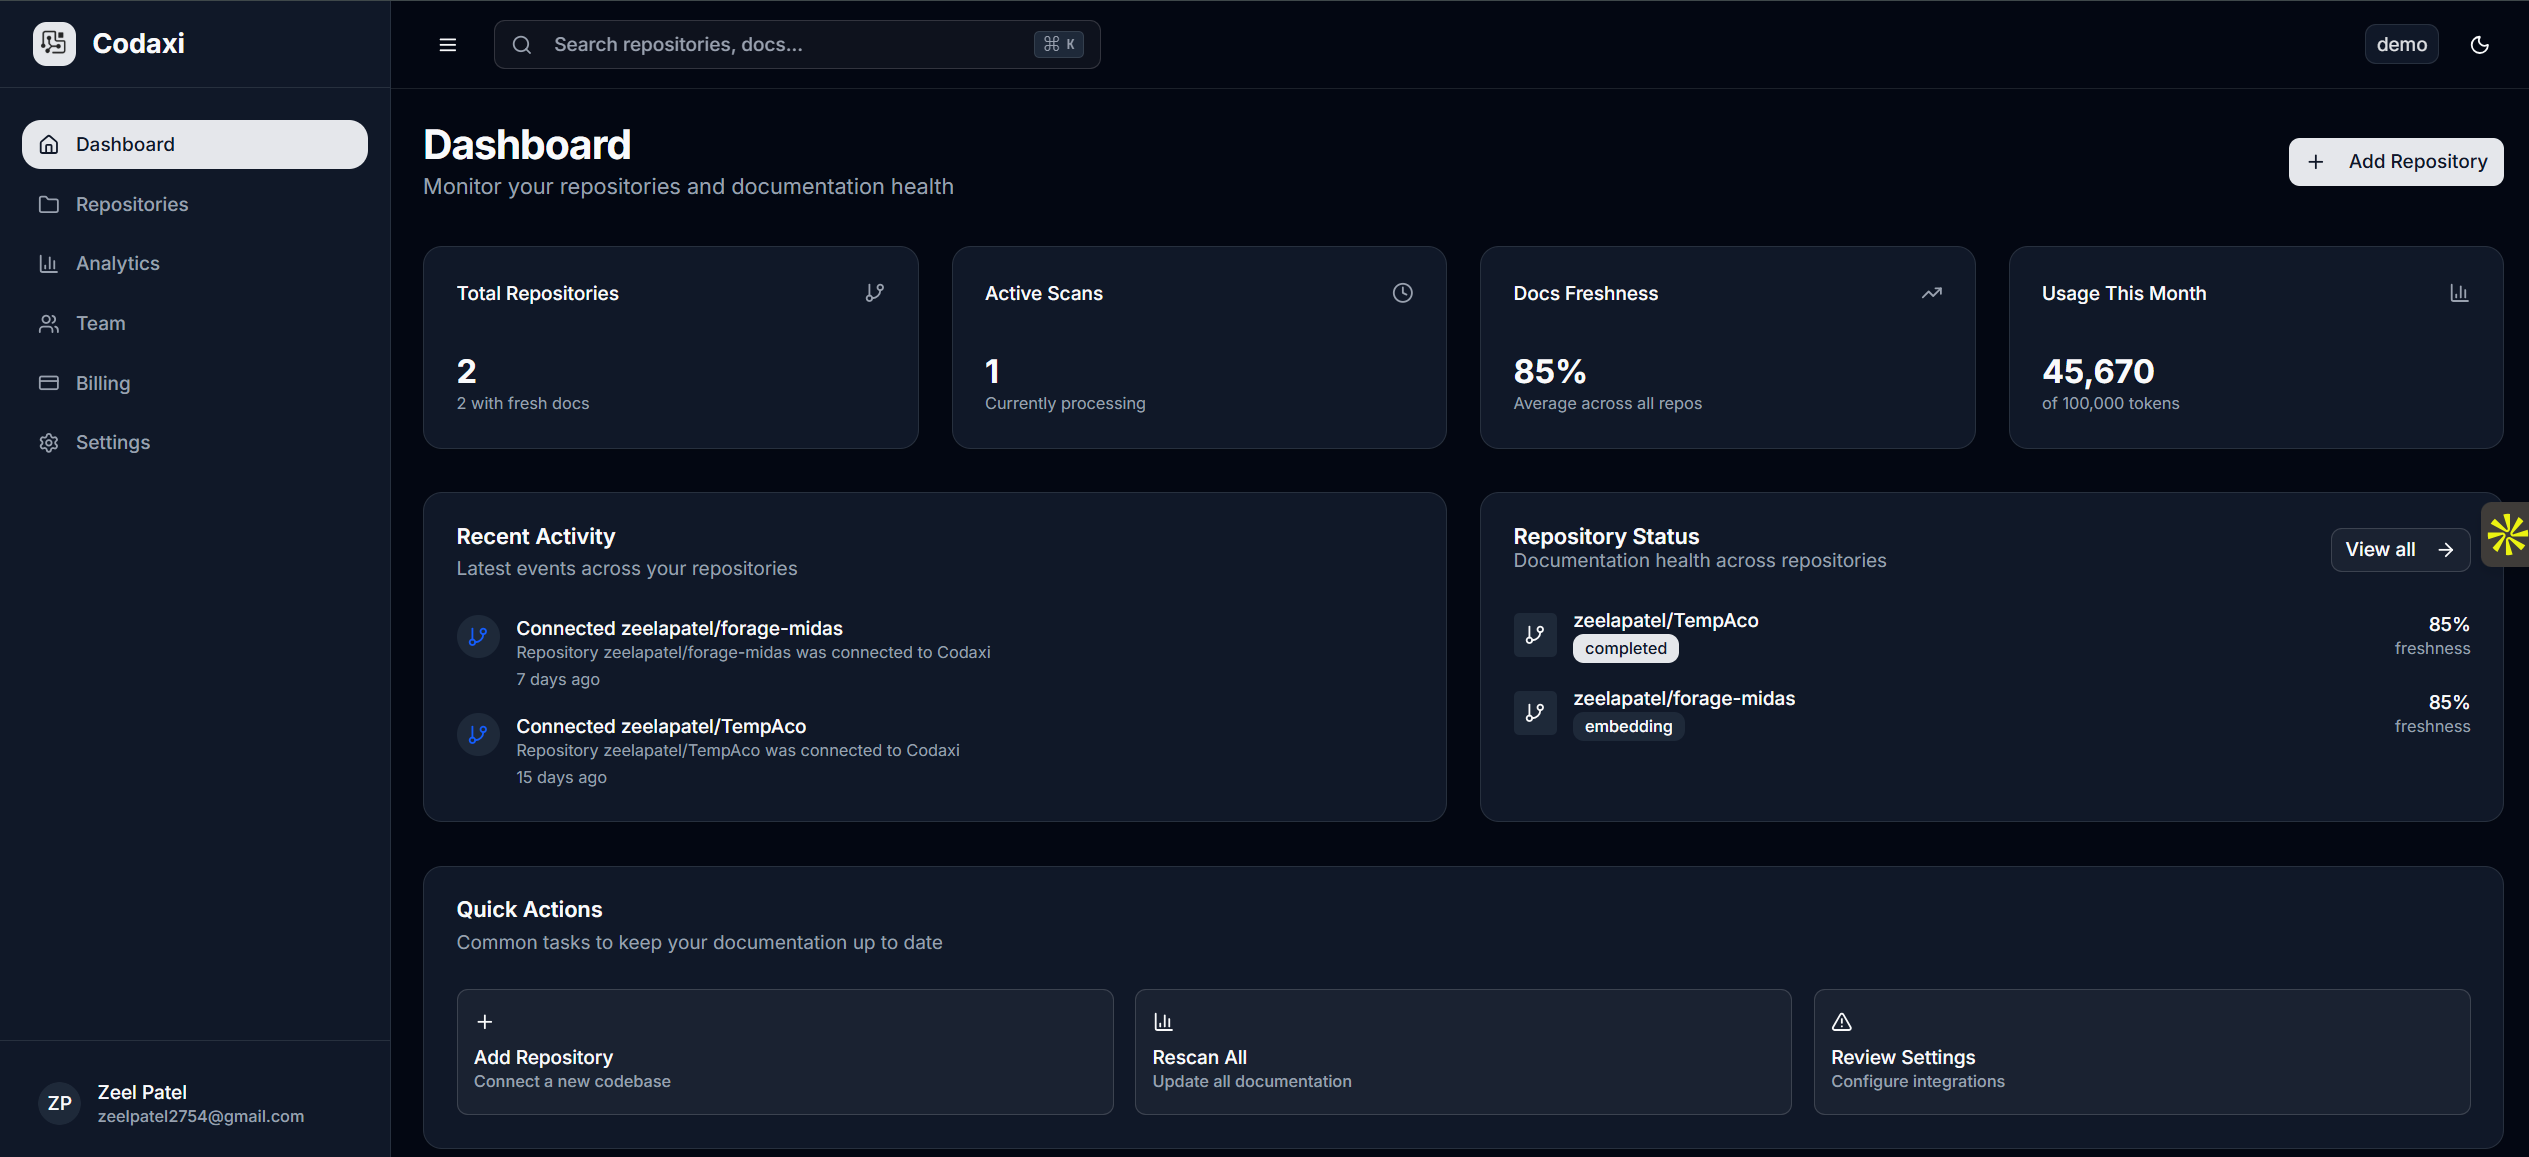 Codaxi
Search repositories, docs...
⌘ K
demo
Dashboard
Repositories
Analytics
Team
Billing
Settings
Zeel Patel
zeelpatel2754@gmail.com
ZP
Dashboard
Monitor your repositories and documentation health
Add Repository
Total Repositories
2
2 with fresh docs
Active Scans
1
Currently processing
Docs Freshness
85%
Average across all repos
Usage This Month
45,670
of 100,000 tokens
Recent Activity
Latest events across your repositories
Connected zeelapatel/forage-midas
Repository zeelapatel/forage-midas was connected to Codaxi
7 days ago
Connected zeelapatel/TempAco
Repository zeelapatel/TempAco was connected to Codaxi
15 days ago
Repository Status
Documentation health across repositories
View all
zeelapatel/TempAco
completed
85%
freshness
zeelapatel/forage-midas
embedding
85%
freshness
Quick Actions
Common tasks to keep your documentation up to date
Add Repository
Connect a new codebase
Rescan All
Update all documentation
Review Settings
Configure integrations